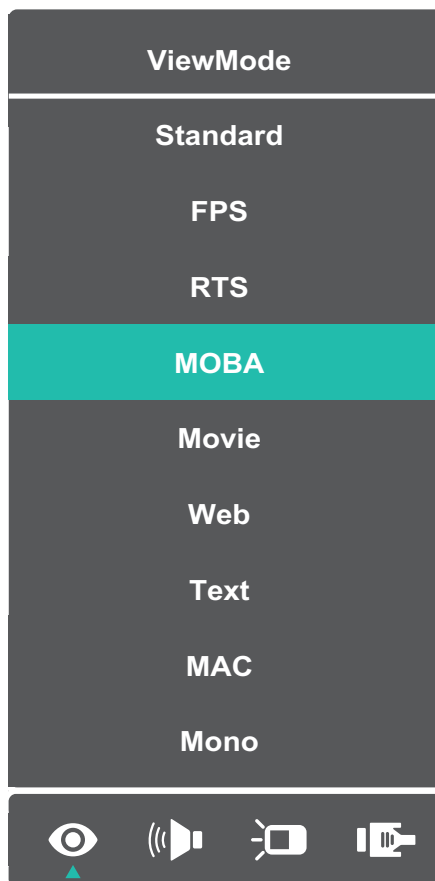 ViewMode
Standard
FPS
RTS
MOBA
Movie
Web
Text
MAC
Mono